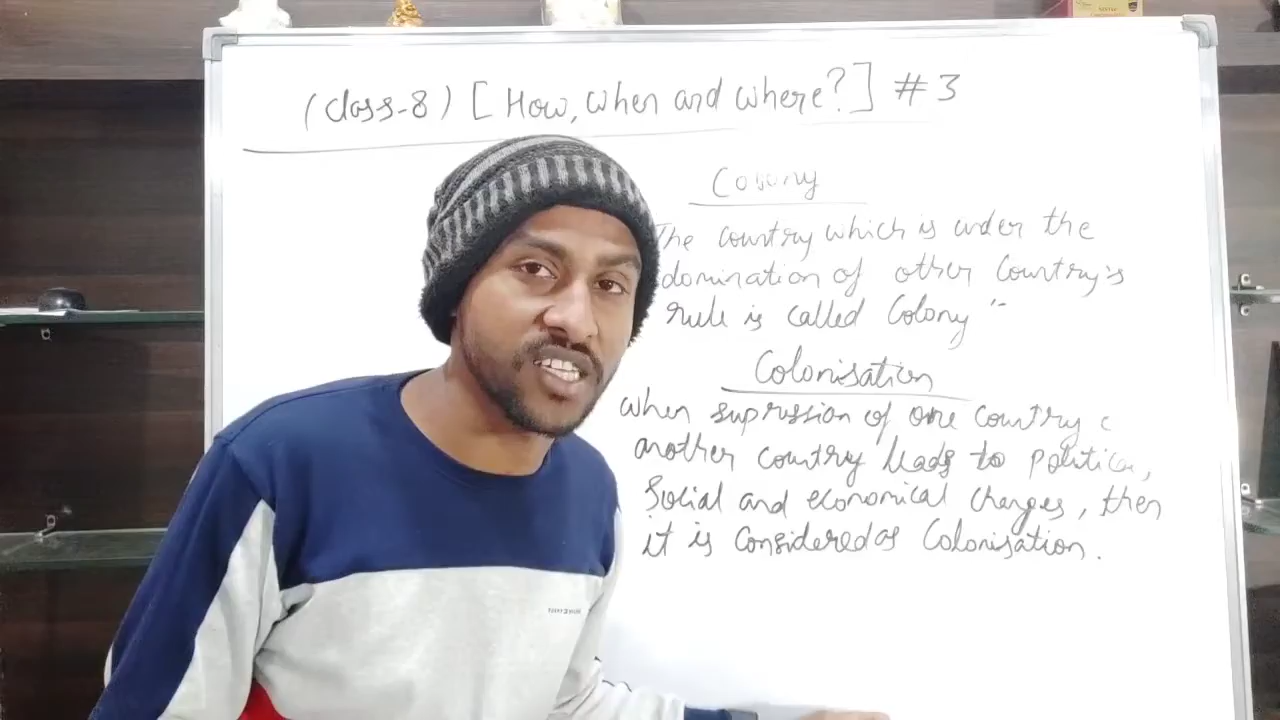 (Class-8) [How, when and where?] #3
Colony
The country which is under the
domination of other Country's
rule is called Colony "
Colonisation
when supression of one country
another country leads to
Social and economical changes, then
it is considered as Colonisation.